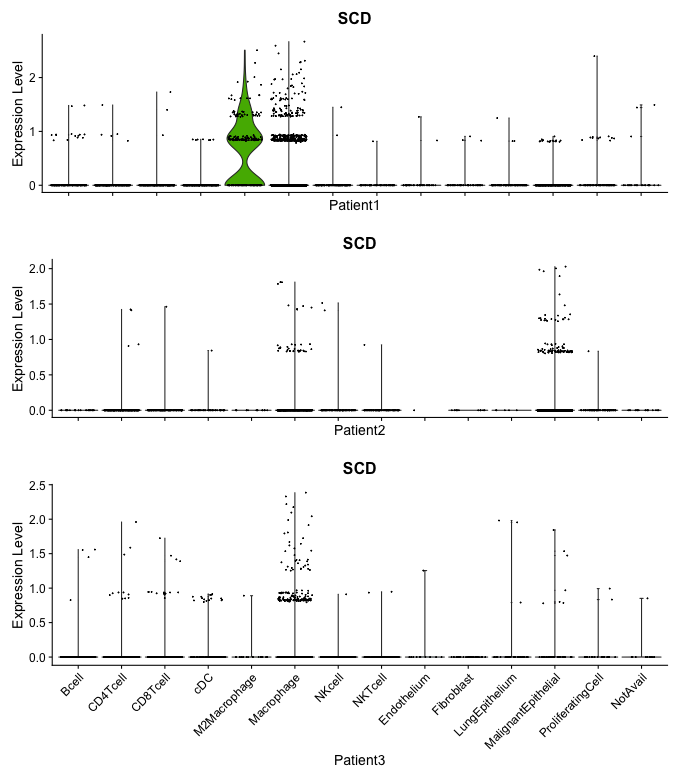 SCD
Expression Level
2
1
0
Patient1
SCD
Expression Level
2.0
1.5
1.0
0.5
0.0
Patient2
SCD
Expression Level
2.5
2.0
1.5
1.0
0.5
0.0
Bcell
CD4Tcell
CD8Tcell
cDC
M2Macrophage
Macrophage
NKcell
NKTcell
Endothelium
Fibroblast
LungEpithelium
MalignantEpithelial
ProliferatingCell
NotAvail
Patient3